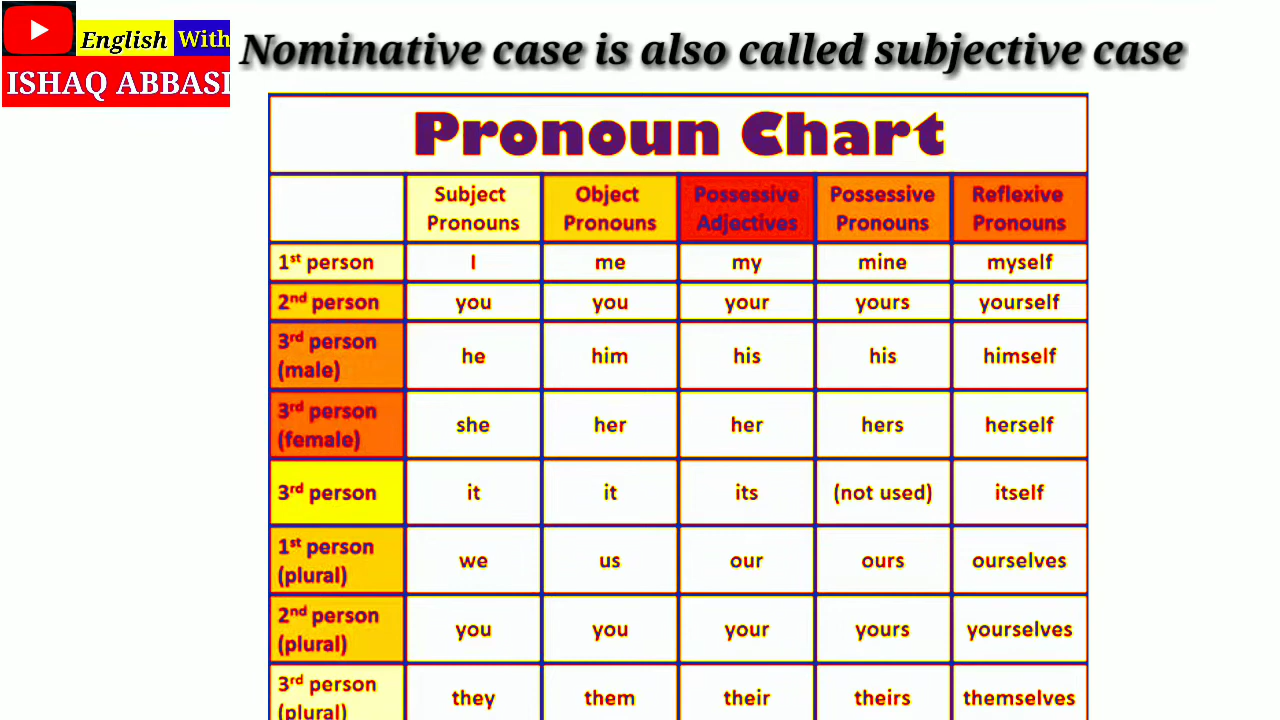 English With
ISHAQ ABBASI
Nominative case is also called subjective case
Pronoun Chart
Subject Pronouns Object Pronouns Possessive Adjectives Possessive Pronouns Reflexive Pronouns
1st person I me my mine myself
2nd person you you your yours yourself
3rd person (male) he him his his himself
3rd person (female) she her her hers herself
3rd person it it its (not used) itself
1st person (plural) we us our ours ourselves
2nd person (plural) you you your yours yourselves
3rd person (plural) they them their theirs themselves